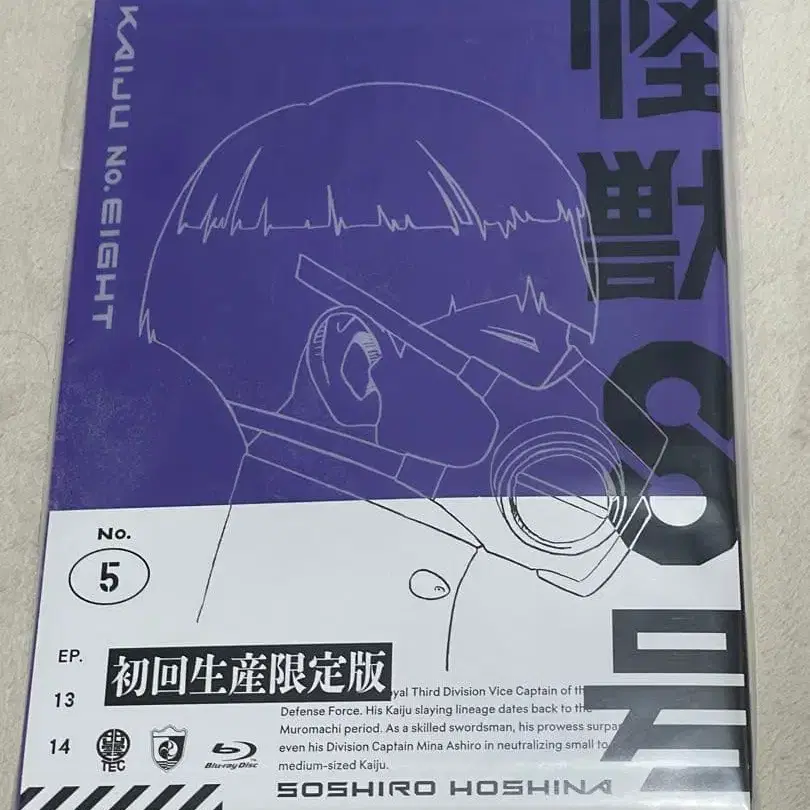 KAIJU No.EIGHT
怪獣8号
No.
5
EP.
13
14
初回生産限定版
TEC
Blu-ray Disc
Third Division Vice Captain of
Defense Force. His Kaiju slaying lineage dates back to the
Muromachi period. As a skilled swordsman, his prowess
even his Division Captain Mina Ashiro in neutralizing small to
medium-sized Kaiju.
SOSHIRO HOSHINA